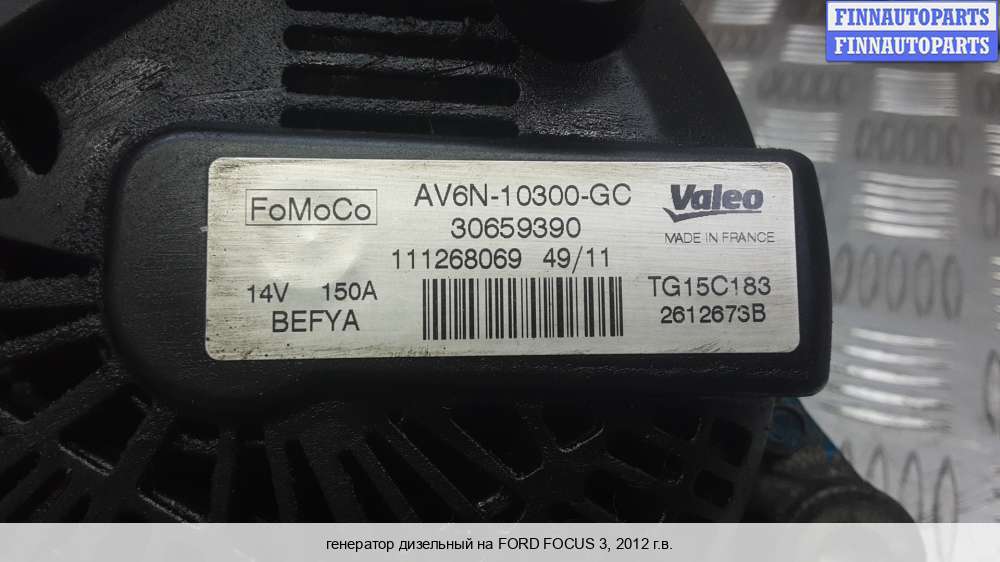 FINNAUTOPARTS
FINNAUTOPARTS
FoMoCo
AV6N-10300-GC
30659390
111268069 49/11
14V 150A
BEFYA
Valeo
MADE IN FRANCE
TG15C183
2612673B
генератор дизельный на FORD FOCUS 3, 2012 г.в.